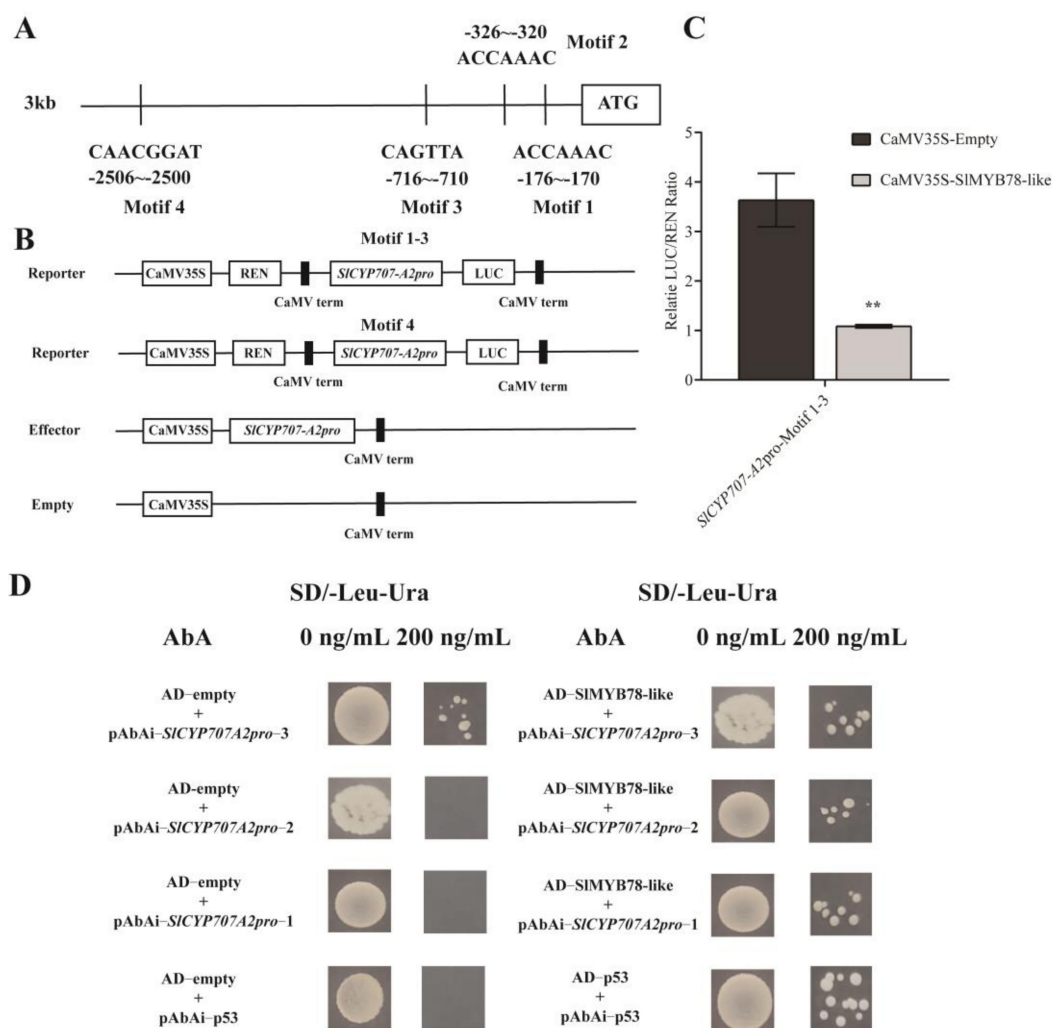 A
-326~-320
ACCAAAC
Motif 2
3kb
ATG
CAACGGAT
-2506~-2500
Motif 4
CAGTTA
-716~-710
Motif 3
ACCAAAC
-176~-170
Motif 1
B
Motif 1-3
Reporter
CaMV35S
REN
SlCYP707-A2pro
LUC
CaMV term
CaMV term
Motif 4
Reporter
CaMV35S
REN
SlCYP707-A2pro
LUC
CaMV term
CaMV term
Effector
CaMV35S
SlCYP707-A2pro
CaMV term
Empty
CaMV35S
CaMV term
C
CaMV35S-Empty
CaMV35S-SlMYB78-like
Relatie LUC/REN Ratio
5
4
3
2
1
0
**
SlCYP707-A2pro-Motif 1-3
D
SD/-Leu-Ura
SD/-Leu-Ura
AbA
0 ng/mL 200 ng/mL
AbA
0 ng/mL 200 ng/mL
AD-empty
+
pAbAi-SlCYP707A2pro-3
AD-SlMYB78-like
+
pAbAi-SlCYP707A2pro-3
AD-empty
+
pAbAi-SlCYP707A2pro-2
AD-SlMYB78-like
+
pAbAi-SlCYP707A2pro-2
AD-empty
+
pAbAi-SlCYP707A2pro-1
AD-SlMYB78-like
+
pAbAi-SlCYP707A2pro-1
AD-empty
+
pAbAi-p53
AD-p53
+
pAbAi-p53